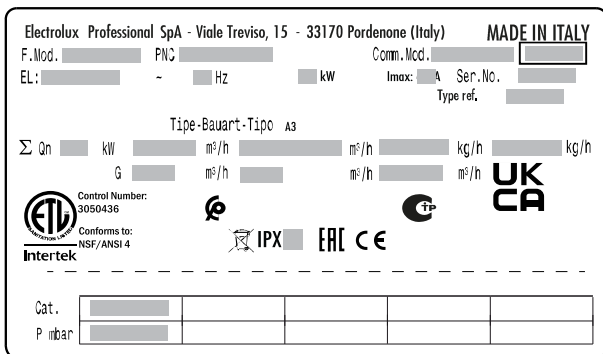 Electrolux Professional SpA - Viale Treviso, 15 - 33170 Pordenone (Italy) MADE IN ITALY
F.Mod. PNC Comm.Mod.
EL: ~ Hz kW Imax: A Ser.No.
Type ref.
Tipe-Bauart-Tipo A3
Σ Qn kW m³/h m³/h kg/h kg/h
G m³/h m³/h
UK
CA
ETL
Intertek
Control Number:
3050436
Conforms to:
NSF/ANSI 4
IPX EAC CE
Cat.
P mbar